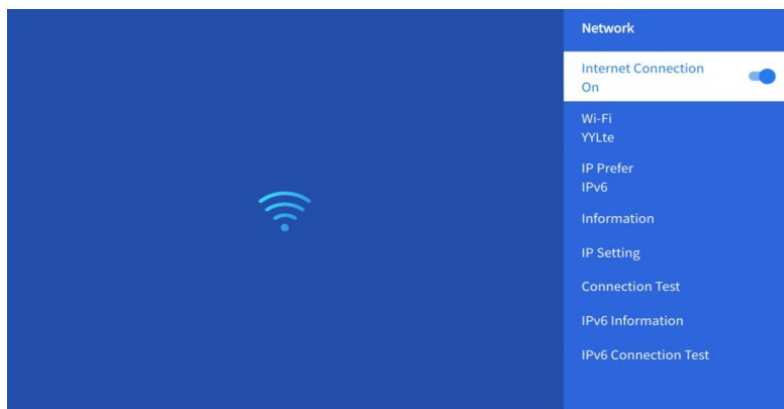 Network
Internet Connection
On
Wi-Fi
YYLte
IP Prefer
IPv6
Information
IP Setting
Connection Test
IPv6 Information
IPv6 Connection Test